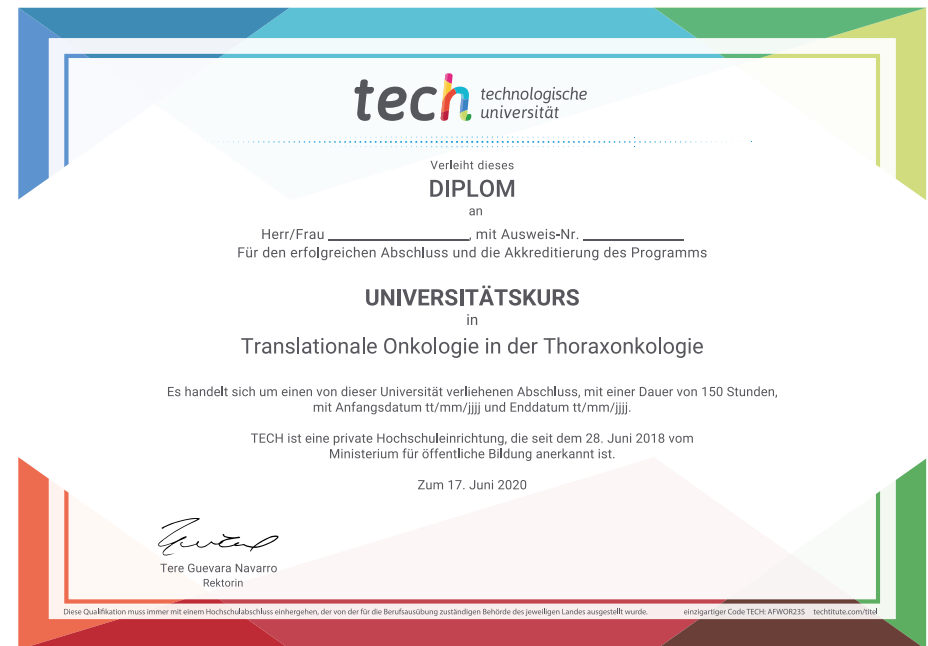 tech technologische
universität
Verleiht dieses
DIPLOM
an
Herr/Frau ____________________, mit Ausweis-Nr. ______________
Für den erfolgreichen Abschluss und die Akkreditierung des Programms
UNIVERSITÄTSKURS
in
Translationale Onkologie in der Thoraxonkologie
Es handelt sich um einen von dieser Universität verliehenen Abschluss, mit einer Dauer von 150 Stunden,
mit Anfangsdatum tt/mm/jjjj und Enddatum tt/mm/jjjj.
TECH ist eine private Hochschuleinrichtung, die seit dem 28. Juni 2018 vom
Ministerium für öffentliche Bildung anerkannt ist.
Zum 17. Juni 2020
Tere Guevara Navarro
Rektorin
Diese Qualifikation muss immer mit einem Hochschulabschluss einhergehen, der von der für die Berufsausübung zuständigen Behörde des jeweiligen Landes ausgestellt wurde. einzigartiger Code TECH: AFWOR23S techtitute.com/titel